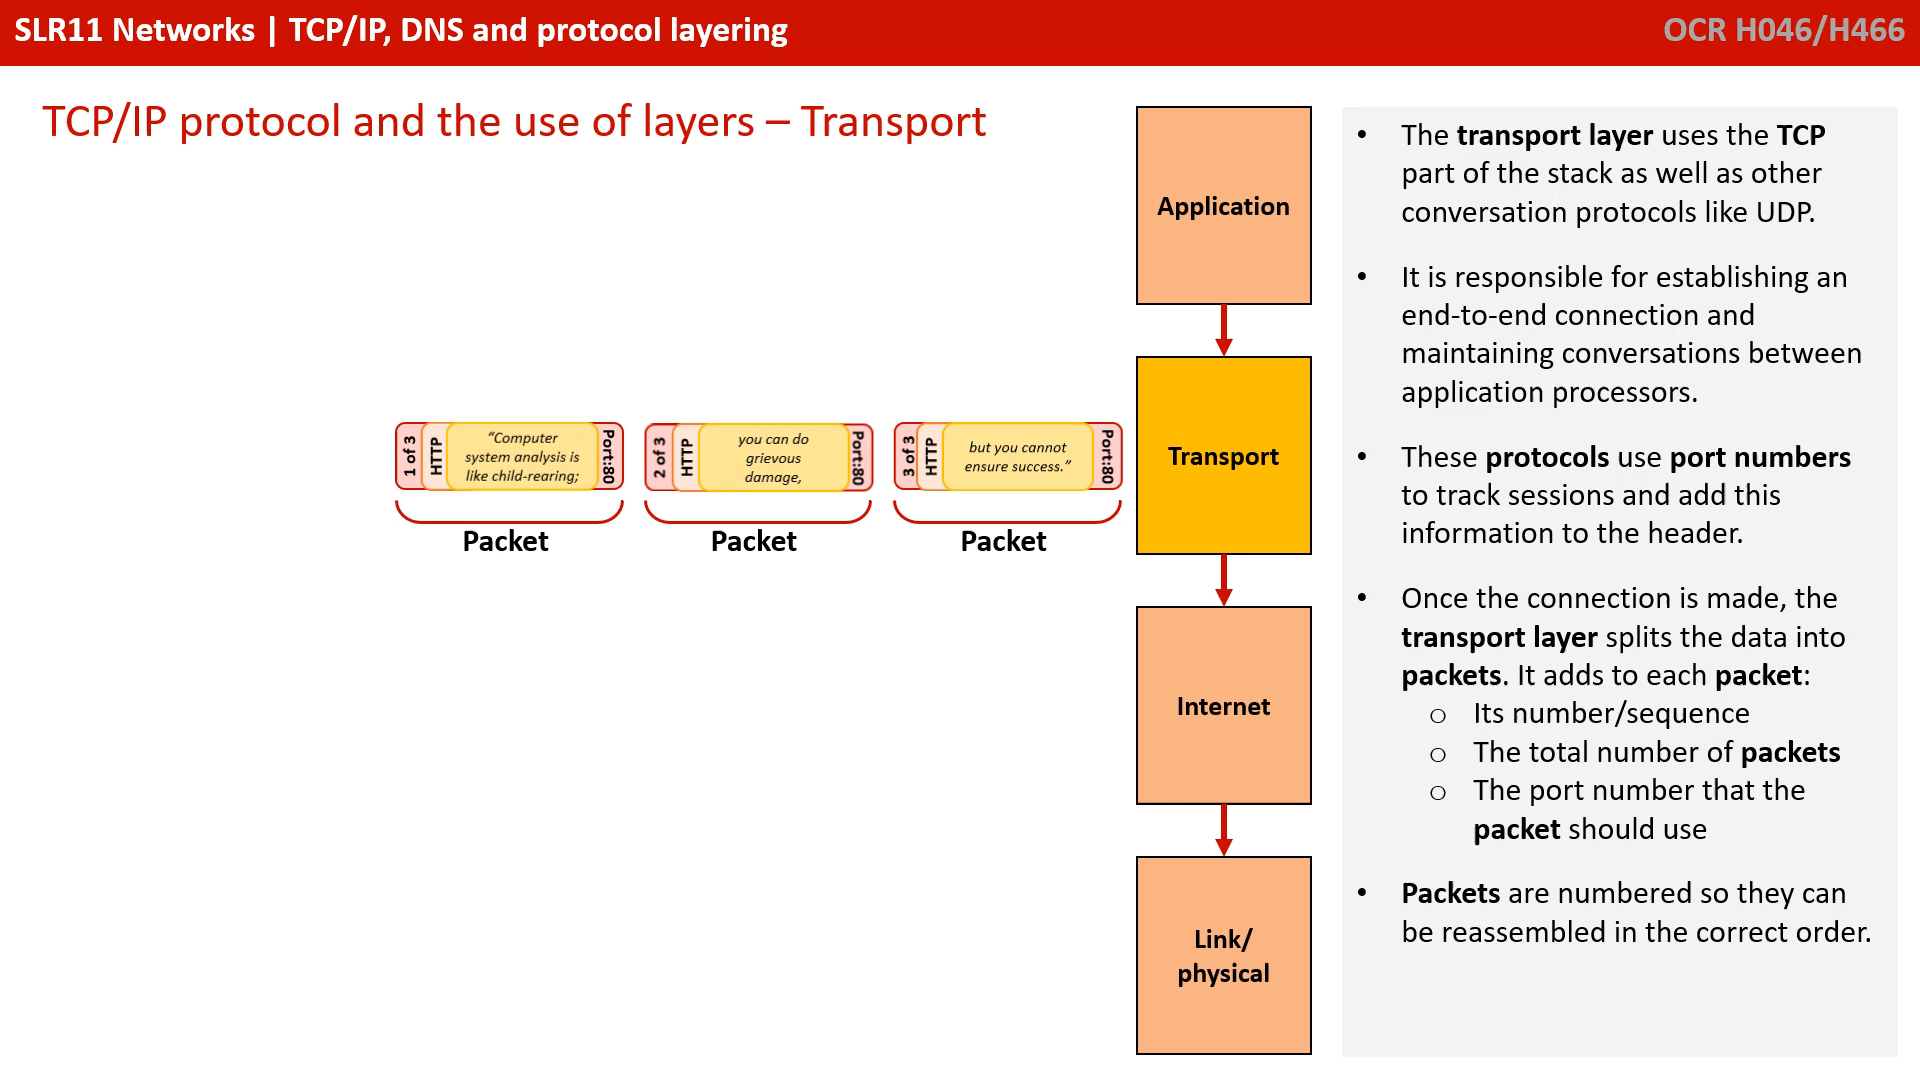 SLR11 Networks | TCP/IP, DNS and protocol layering
OCR H046/H466
TCP/IP protocol and the use of layers – Transport
1 of 3
HTTP
“Computer
system analysis is
like child-rearing;
Port:80
Packet
2 of 3
HTTP
you can do
grievous
damage,
Port:80
Packet
3 of 3
HTTP
but you cannot
ensure success.”
Port:80
Packet
Application
Transport
Internet
Link/
physical
• The transport layer uses the TCP
part of the stack as well as other
conversation protocols like UDP.
• It is responsible for establishing an
end-to-end connection and
maintaining conversations between
application processors.
• These protocols use port numbers
to track sessions and add this
information to the header.
• Once the connection is made, the
transport layer splits the data into
packets. It adds to each packet:
o Its number/sequence
o The total number of packets
o The port number that the
packet should use
• Packets are numbered so they can
be reassembled in the correct order.